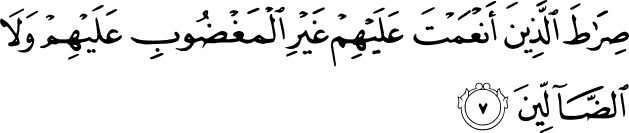 صِرَٰطَ ٱلَّذِينَ أَنْعَمْتَ عَلَيْهِمْ غَيْرِ ٱلْمَغْضُوبِ عَلَيْهِمْ وَلَا
ٱلضَّآلِّينَ ٧